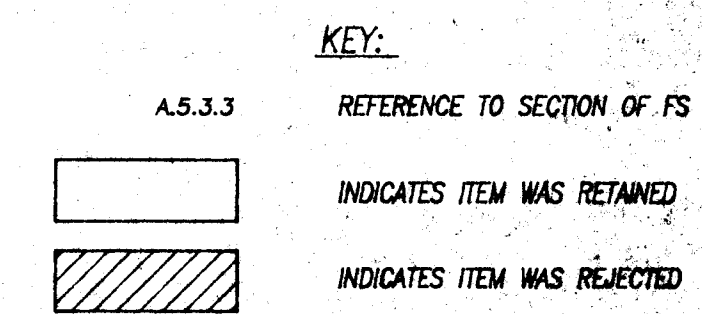 KEY:
A.5.3.3 REFERENCE TO SECTION OF FS
INDICATES ITEM WAS RETAINED
INDICATES ITEM WAS REJECTED